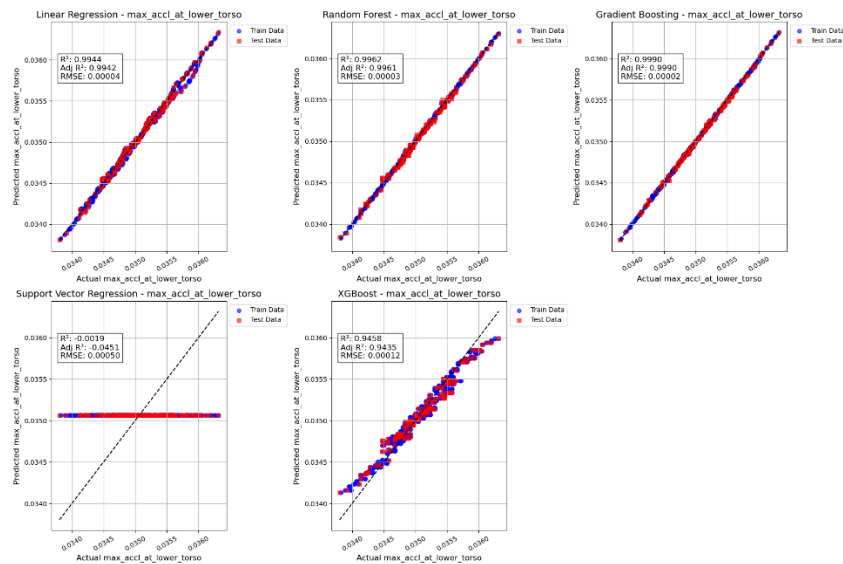 Linear Regression - max_accl_at_lower_torso
Train Data
Test Data
R²: 0.9944
Adj R²: 0.9942
RMSE: 0.00004
Predicted max_accl_at_lower_torso
0.0360
0.0355
0.0350
0.0345
0.0340
0.0340
0.0345
0.0350
0.0355
0.0360
Actual max_accl_at_lower_torso
Random Forest - max_accl_at_lower_torso
Train Data
Test Data
R²: 0.9962
Adj R²: 0.9961
RMSE: 0.00003
Predicted max_accl_at_lower_torso
0.0360
0.0355
0.0350
0.0345
0.0340
0.0340
0.0345
0.0350
0.0355
0.0360
Actual max_accl_at_lower_torso
Gradient Boosting - max_accl_at_lower_torso
Train Data
Test Data
R²: 0.9990
Adj R²: 0.9990
RMSE: 0.00002
Predicted max_accl_at_lower_torso
0.0360
0.0355
0.0350
0.0345
0.0340
0.0340
0.0345
0.0350
0.0355
0.0360
Actual max_accl_at_lower_torso
Support Vector Regression - max_accl_at_lower_torso
Train Data
Test Data
R²: -0.0019
Adj R²: -0.0451
RMSE: 0.00050
Predicted max_accl_at_lower_torso
0.0360
0.0355
0.0350
0.0345
0.0340
0.0340
0.0345
0.0350
0.0355
0.0360
Actual max_accl_at_lower_torso
XGBoost - max_accl_at_lower_torso
Train Data
Test Data
R²: 0.9458
Adj R²: 0.9435
RMSE: 0.00012
Predicted max_accl_at_lower_torso
0.0360
0.0355
0.0350
0.0345
0.0340
0.0340
0.0345
0.0350
0.0355
0.0360
Actual max_accl_at_lower_torso